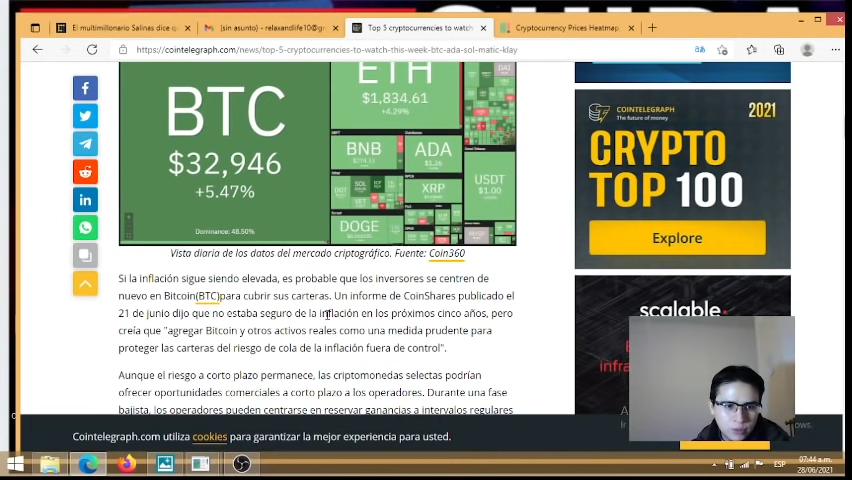 El multimillonario Salinas dice q
(sin asunto) - relaxandlife10@g
Top 5 cryptocurrencies to watch
Cryptocurrency Prices Heatmap,
https://cointelegraph.com/news/top-5-cryptocurrencies-to-watch-this-week-btc-ada-sol-matic-klay
BTC
$32,946
+5.47%
Dominance: 48.50%
ETH
$1,834.61
+4.29%
BNB
ADA
$1.26
XRP
DOGE
USDT
$1.00
DAI
DOT
SOL
Vista diaria de los datos del mercado criptográfico. Fuente: Coin360
Si la inflación sigue siendo elevada, es probable que los inversores se centren de
nuevo en Bitcoin(BTC)para cubrir sus carteras. Un informe de CoinShares publicado el
21 de junio dijo que no estaba seguro de la inflación en los próximos cinco años, pero
creía que "agregar Bitcoin y otros activos reales como una medida prudente para
proteger las carteras del riesgo de cola de la inflación fuera de control".
Aunque el riesgo a corto plazo permanece, las criptomonedas selectas podrían
ofrecer oportunidades comerciales a corto plazo a los operadores. Durante una fase
bajista, los operadores pueden centrarse en reservar ganancias a intervalos regulares
COINTELEGRAPH
The future of money
2021
CRYPTO
TOP 100
Explore
scalable
infra
Cointelegraph.com utiliza cookies para garantizar la mejor experiencia para usted.
ESP
07:44 a.m.
28/06/2021